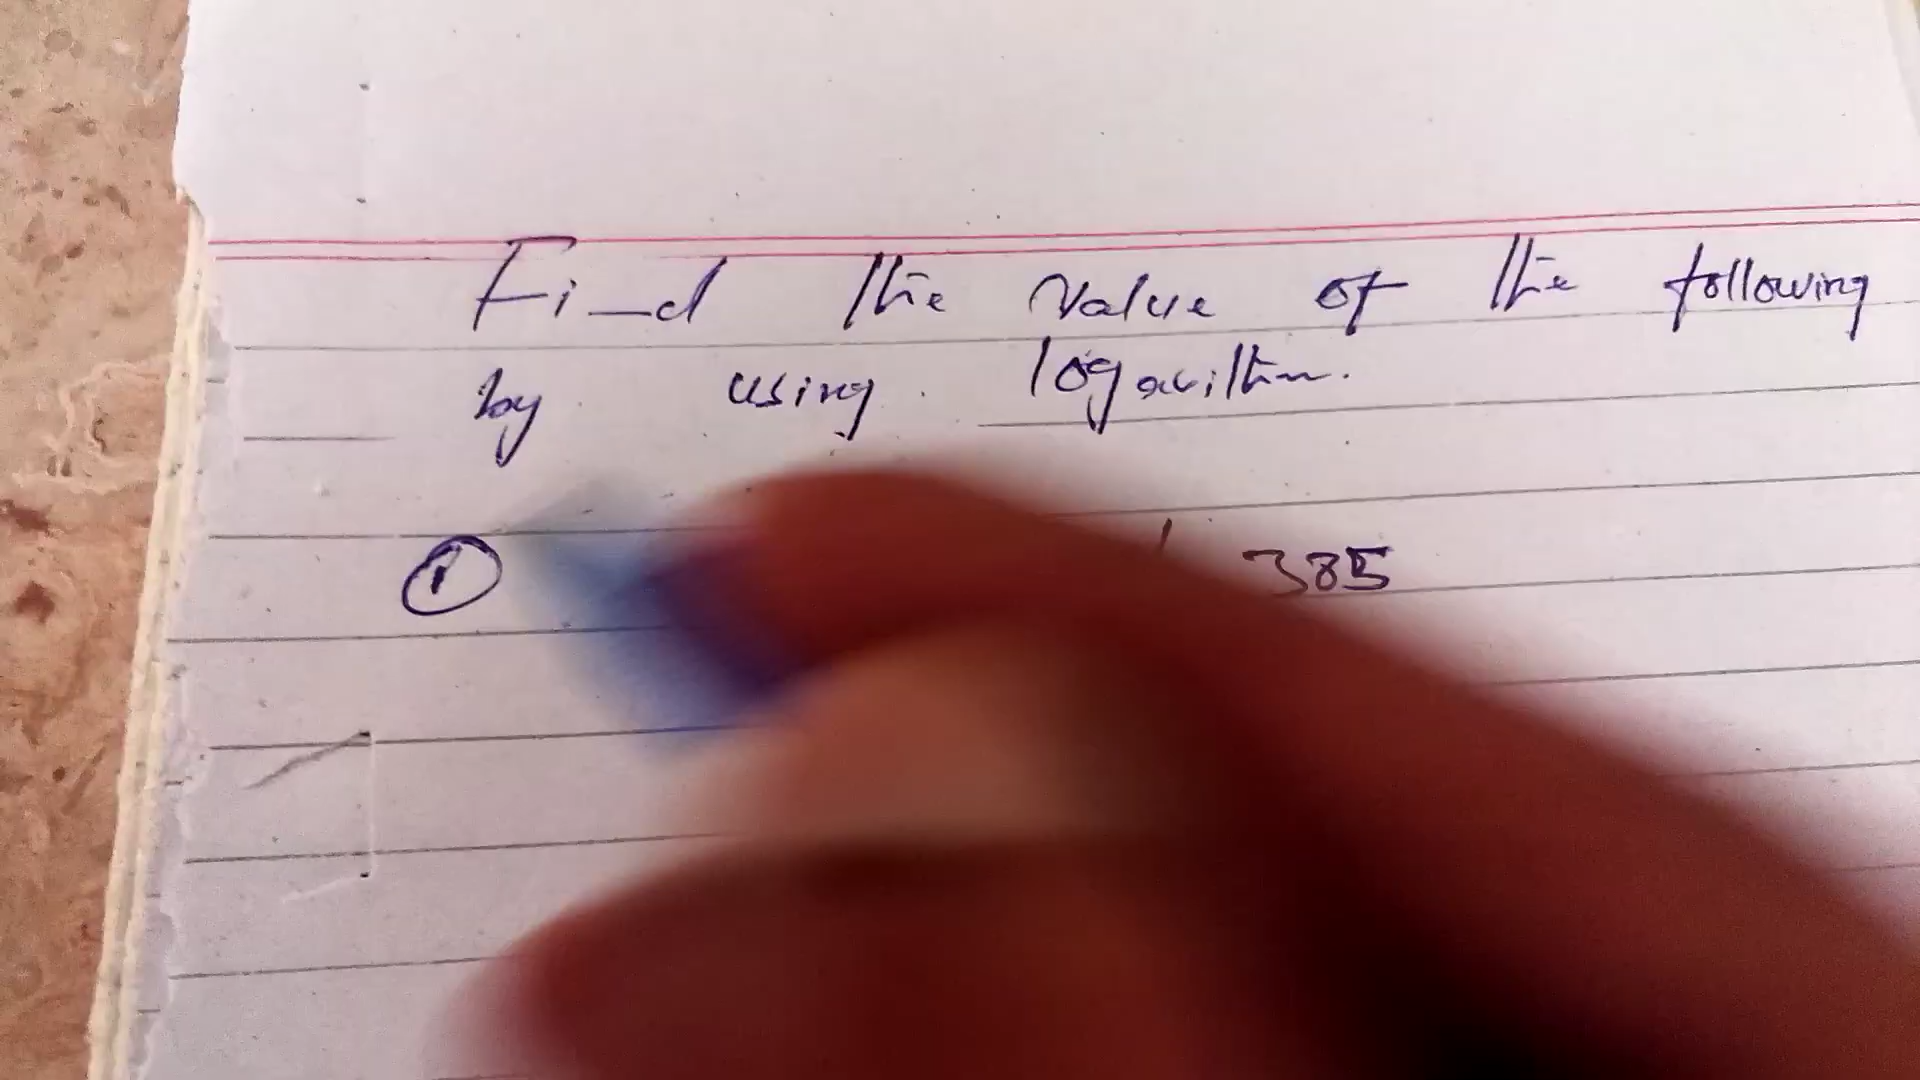 Find the value of the following
by using logarithm.
① 385